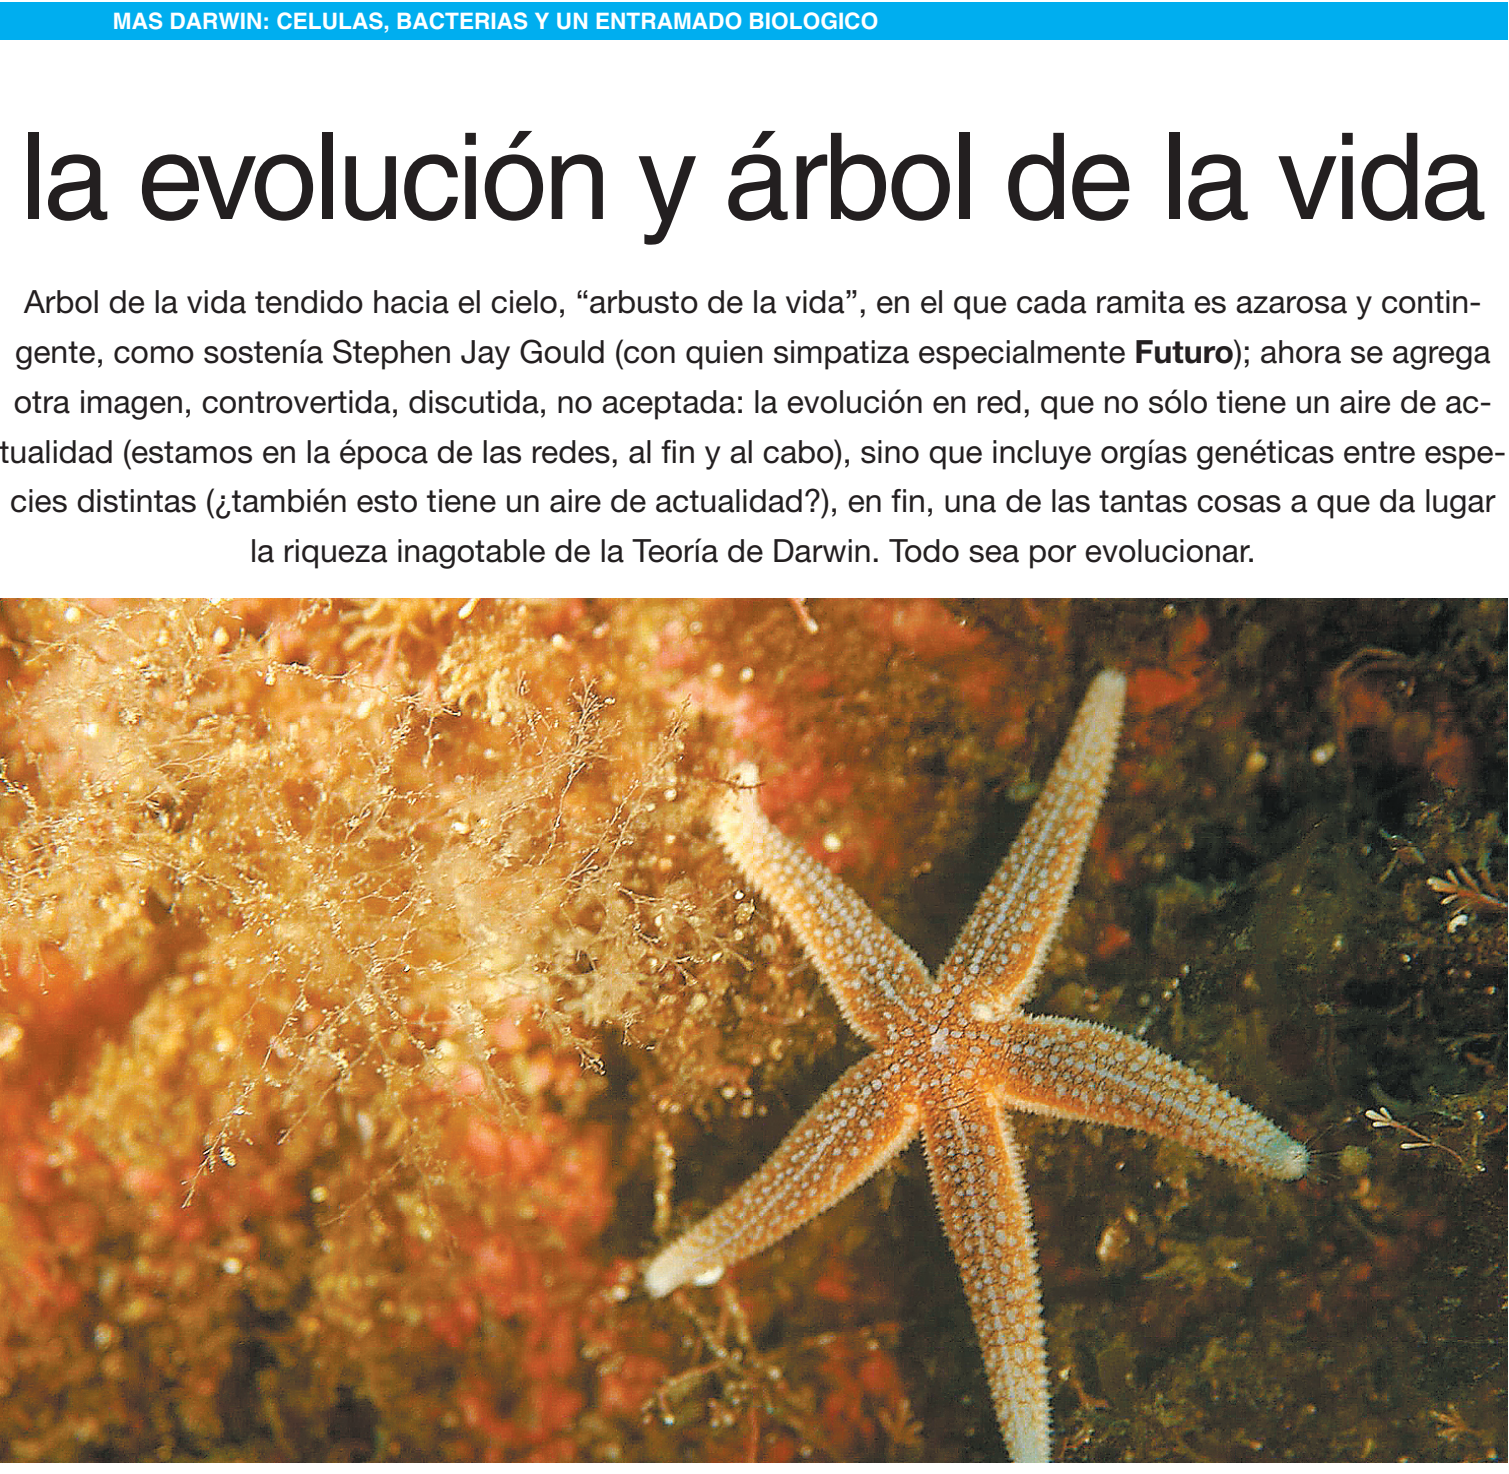 MAS DARWIN: CELULAS, BACTERIAS Y UN ENTRAMADO BIOLOGICO
la evolución y árbol de la vida
Arbol de la vida tendido hacia el cielo, “arbusto de la vida”, en el que cada ramita es azarosa y contin-
gente, como sostenía Stephen Jay Gould (con quien simpatiza especialmente Futuro); ahora se agrega
otra imagen, controvertida, discutida, no aceptada: la evolución en red, que no sólo tiene un aire de ac-
tualidad (estamos en la época de las redes, al fin y al cabo), sino que incluye orgías genéticas entre espe-
cies distintas (¿también esto tiene un aire de actualidad?), en fin, una de las tantas cosas a que da lugar
la riqueza inagotable de la Teoría de Darwin. Todo sea por evolucionar.